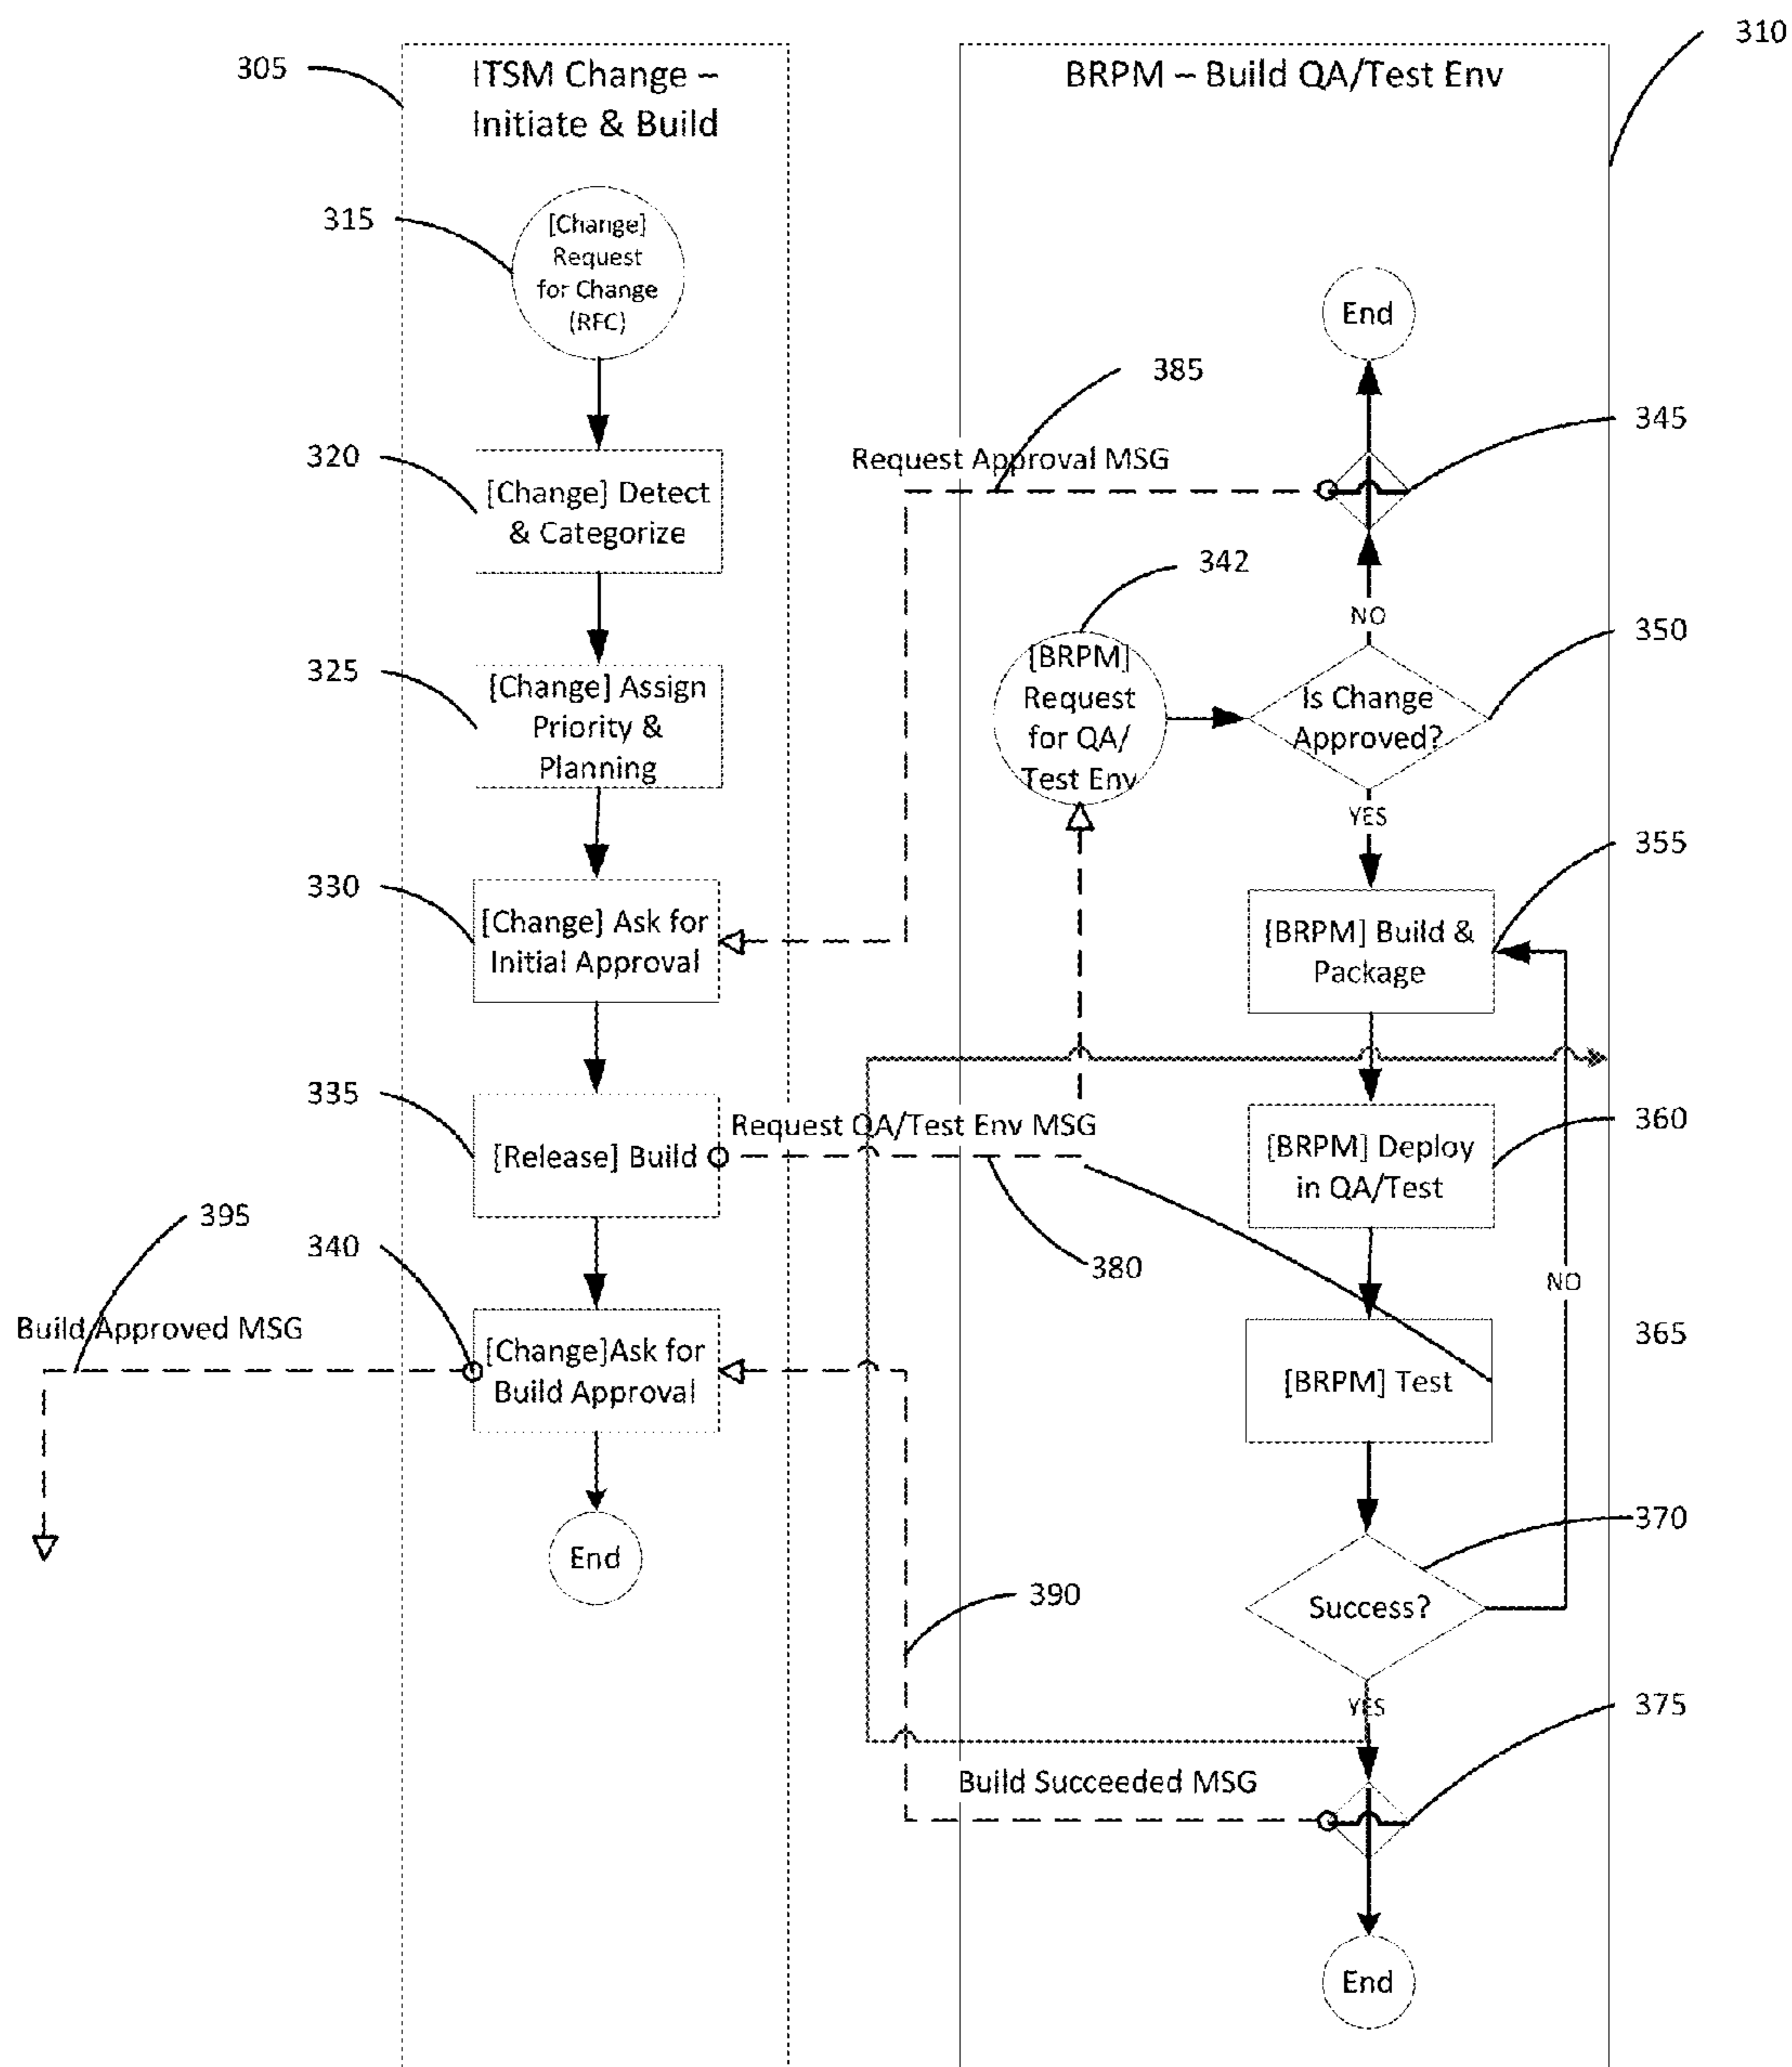 310
305
ITSM Change –
Initiate & Build
BRPM – Build QA/Test Env
315
[Change]
Request
for Change
(RFC)
End
385
345
320
Request Approval MSG
[Change] Detect
& Categorize
342
NO
350
325
[Change] Assign
Priority &
Planning
[BRPM]
Request
for QA/
Test Env
Is Change
Approved?
YES
355
330
[Change] Ask for
Initial Approval
[BRPM] Build &
Package
335
Request QA/Test Env MSG
360
[Release] Build
[BRPM] Deploy
in QA/Test
395
340
380
NO
Build Approved MSG
365
[Change]Ask for
Build Approval
[BRPM] Test
370
End
390
Success?
YES
375
Build Succeeded MSG
End